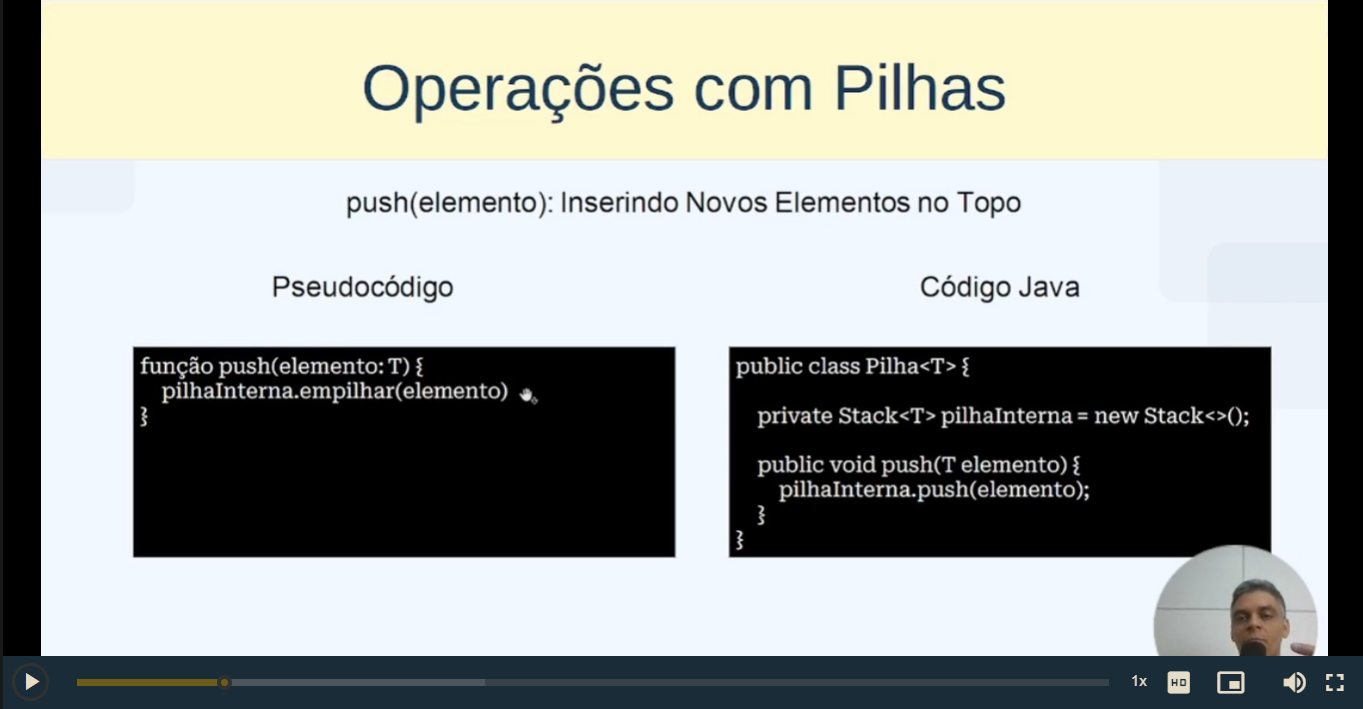 Operações com Pilhas
push(elemento): Inserindo Novos Elementos no Topo
Pseudocódigo
função push(elemento: T) {
pilhaInterna.empilhar(elemento)
}
Código Java
public class Pilha<T> {
private Stack<T> pilhaInterna = new Stack<>();
public void push(T elemento) {
pilhaInterna.push(elemento);
}
}
1x
HD